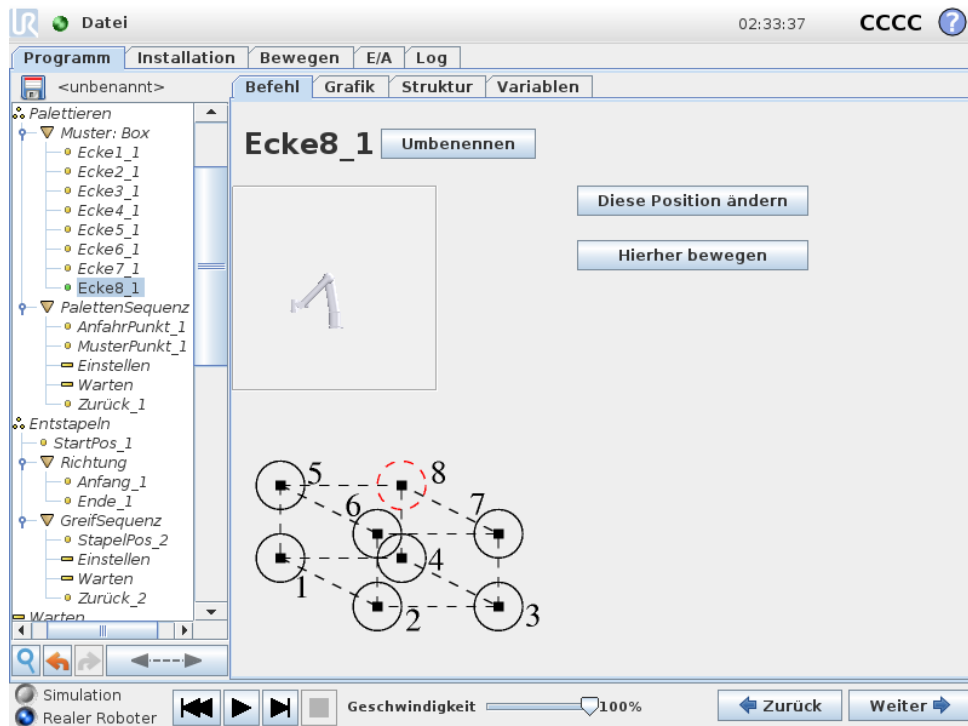 UR Datei 02:33:37 CCCC ?
Programm Installation Bewegen E/A Log
<unbenannt> Befehl Grafik Struktur Variablen
Palettieren
Muster: Box
Ecke1_1
Ecke2_1
Ecke3_1
Ecke4_1
Ecke5_1
Ecke6_1
Ecke7_1
Ecke8_1
PalettenSequenz
AnfahrPunkt_1
MusterPunkt_1
Einstellen
Warten
Zurück_1
Entstapeln
StartPos_1
Richtung
Anfang_1
Ende_1
GreifSequenz
StapelPos_2
Einstellen
Warten
Zurück_2
Warten
Ecke8_1 Umbenennen
Diese Position ändern
Hierher bewegen
5 8
6 7
4
1
2 3
Simulation
Realer Roboter
Geschwindigkeit 100% Zurück Weiter